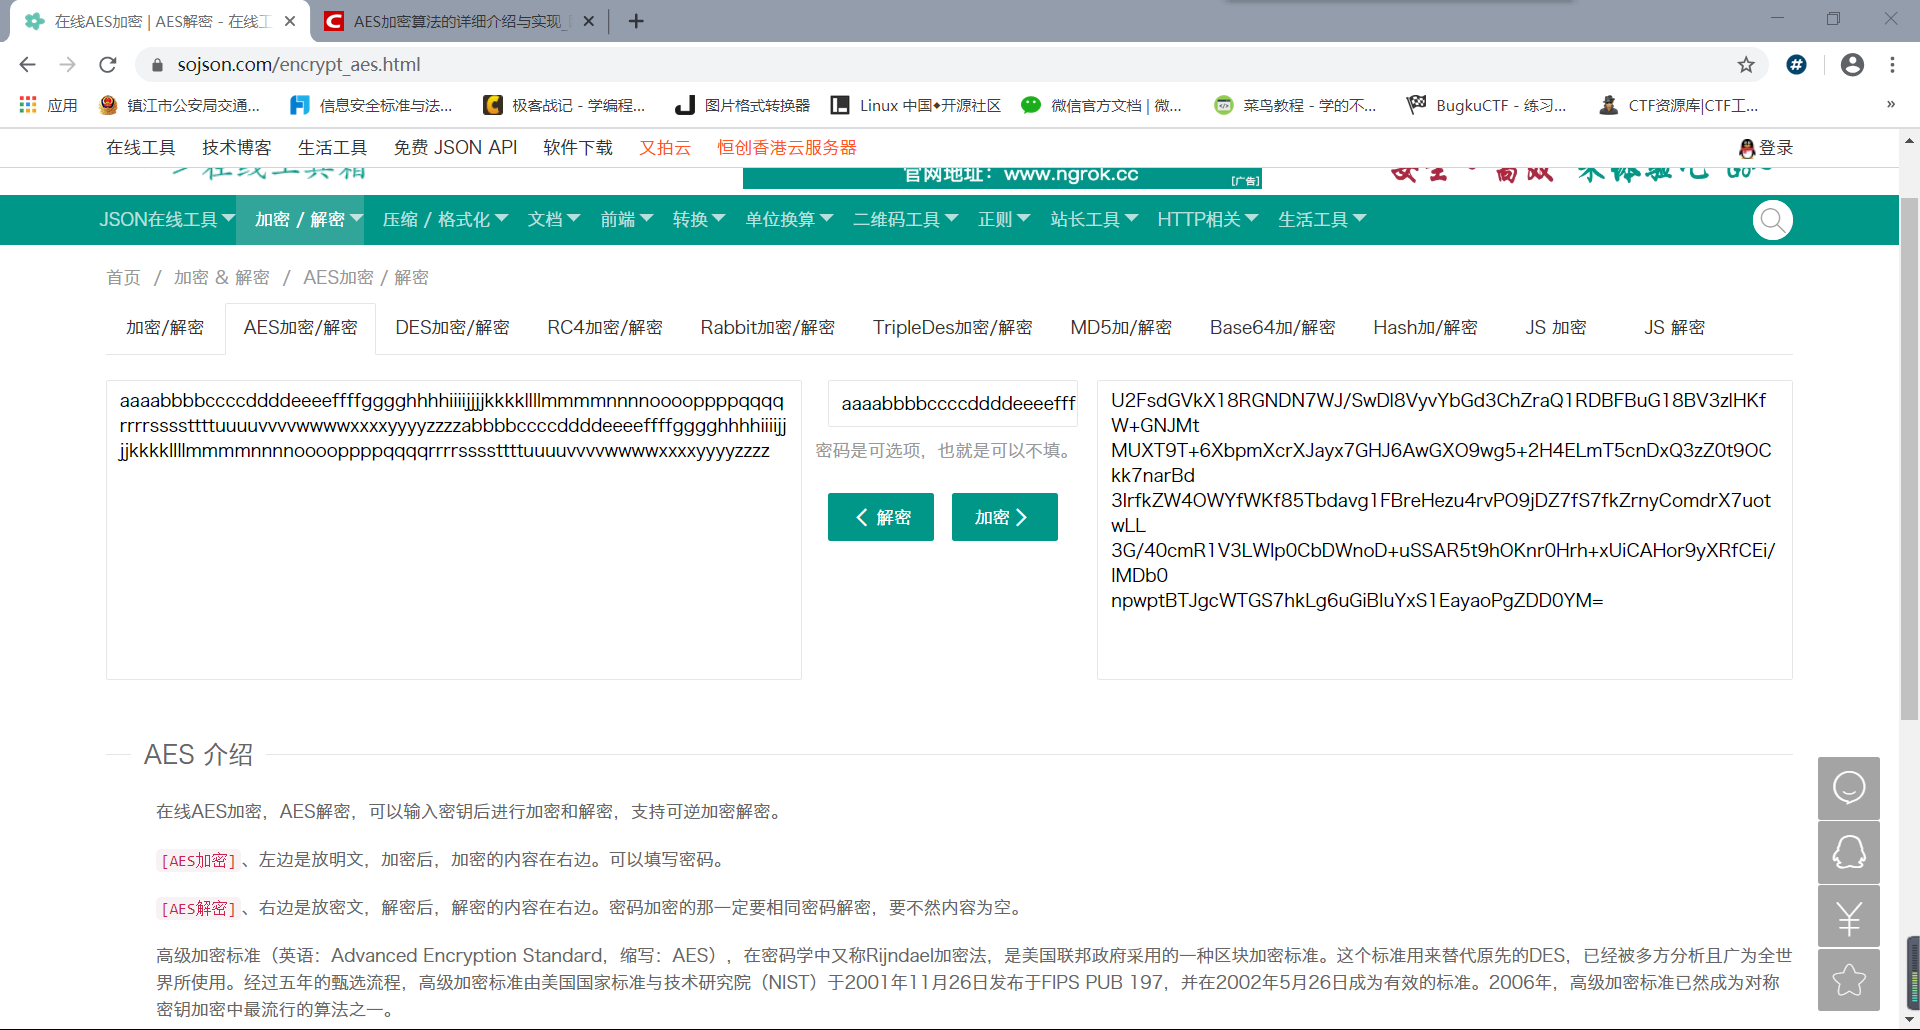 在线AES加密 | AES解密 - 在线工
AES加密算法的详细介绍与实现_
sojson.com/encrypt_aes.html
应用
镇江市公安局交通...
信息安全标准与法...
极客战记 - 学编程...
图片格式转换器
Linux 中国◆开源社区
微信官方文档 | 微...
菜鸟教程 - 学的不...
BugkuCTF - 练习...
CTF资源库|CTF工...
»
在线工具 技术博客 生活工具 免费 JSON API 软件下载 又拍云 恒创香港云服务器 登录
官网地址：www.ngrok.cc
[广告]
JSON在线工具 加密 / 解密 压缩 / 格式化 文档 前端 转换 单位换算 二维码工具 正则 站长工具 HTTP相关 生活工具
首页 / 加密 & 解密 / AES加密 / 解密
加密/解密 AES加密/解密 DES加密/解密 RC4加密/解密 Rabbit加密/解密 TripleDes加密/解密 MD5加/解密 Base64加/解密 Hash加/解密 JS 加密 JS 解密
aaaabbbbccccddddeeeeffffgggghhhhiiiijjjjkkkkllllmmmmnnnnooooppppqqqq
rrrrssssttttuuuuvvvvwwwwxxxxyyyyzzzzabbbbccccddddeeeeffffgggghhhhiiiijj
jjkkkkllllmmmmnnnnooooppppqqqqrrrrssssttttuuuuvvvvwwwwxxxxyyyyzzzz
aaaabbbbccccddddeeeefff
密码是可选项，也就是可以不填。
解密
加密
U2FsdGVkX18RGNDN7WJ/SwDl8VyvYbGd3ChZraQ1RDBFBuG18BV3zlHKf
W+GNJMt
MUXT9T+6XbpmXcrXJayx7GHJ6AwGXO9wg5+2H4ELmT5cnDxQ3zZ0t9OC
kk7narBd
3lrfkZW4OWYfWKf85Tbdavg1FBreHezu4rvPO9jDZ7fS7fkZrnyComdrX7uot
wLL
3G/40cmR1V3LWlp0CbDWnoD+uSSAR5t9hOKnr0Hrh+xUiCAHor9yXRfCEi/
lMDb0
npwptBTJgcWTGS7hkLg6uGiBluYxS1EayaoPgZDD0YM=
AES 介绍
在线AES加密，AES解密，可以输入密钥后进行加密和解密，支持可逆加密解密。
[AES加密]、左边是放明文，加密后，加密的内容在右边。可以填写密码。
[AES解密]、右边是放密文，解密后，解密的内容在右边。密码加密的那一定要相同密码解密，要不然内容为空。
高级加密标准（英语：Advanced Encryption Standard，缩写：AES），在密码学中又称Rijndael加密法，是美国联邦政府采用的一种区块加密标准。这个标准用来替代原先的DES，已经被多方分析且广为全世
界所使用。经过五年的甄选流程，高级加密标准由美国国家标准与技术研究院（NIST）于2001年11月26日发布于FIPS PUB 197，并在2002年5月26日成为有效的标准。2006年，高级加密标准已然成为对称
密钥加密中最流行的算法之一。